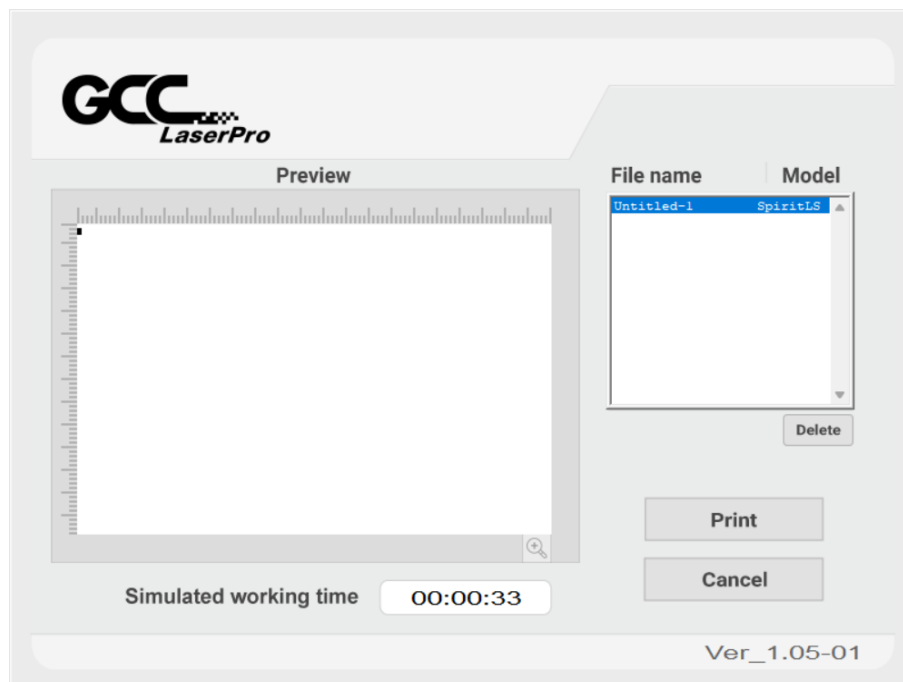 GCC
LaserPro
Preview
File name Model
Untitled-1 SpiritLS
Delete
Print
Cancel
Simulated working time 00:00:33
Ver_1.05-01